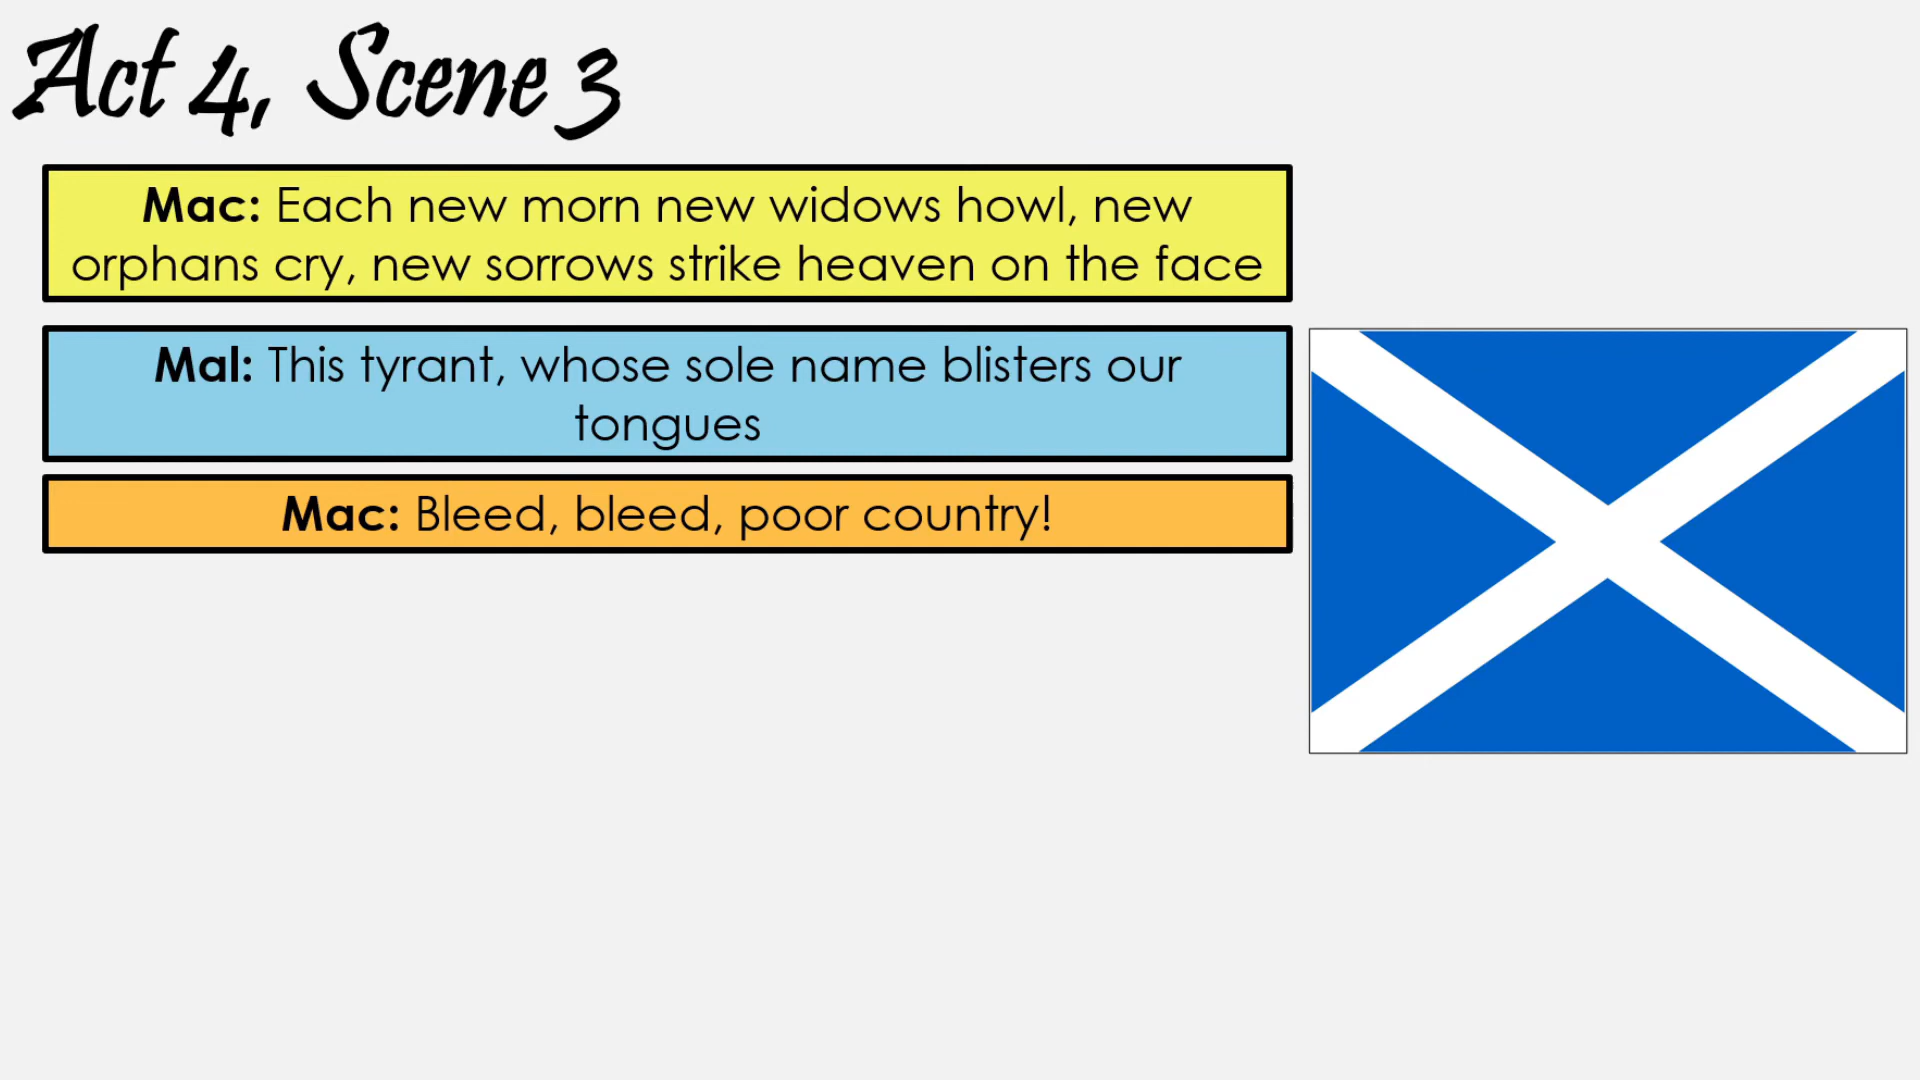 Act 4, Scene 3
Mac: Each new morn new widows howl, new
orphans cry, new sorrows strike heaven on the face
Mal: This tyrant, whose sole name blisters our
tongues
Mac: Bleed, bleed, poor country!